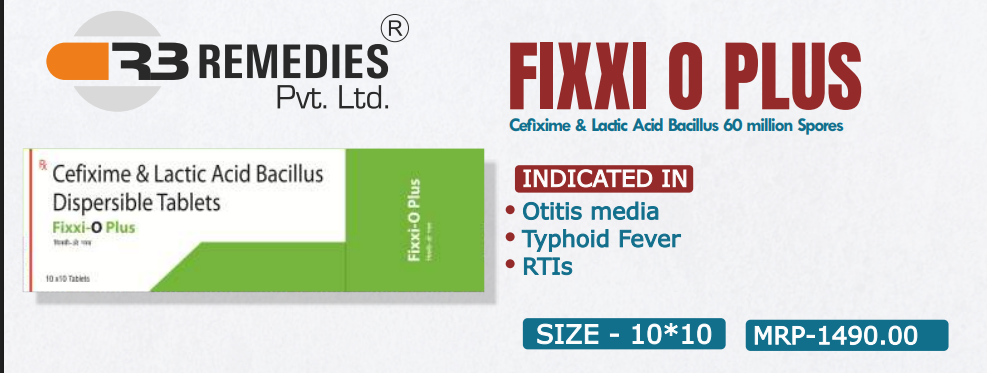 R3 REMEDIES®
Pvt. Ltd.
FIXXI O PLUS
Cefixime & Lactic Acid Bacillus 60 million Spores
Rx
Cefixime & Lactic Acid Bacillus
Dispersible Tablets
Fixxi-O Plus
10 x10 Tablets
Fixxi-O Plus
INDICATED IN
• Otitis media
• Typhoid Fever
• RTIs
SIZE - 10*10
MRP-1490.00